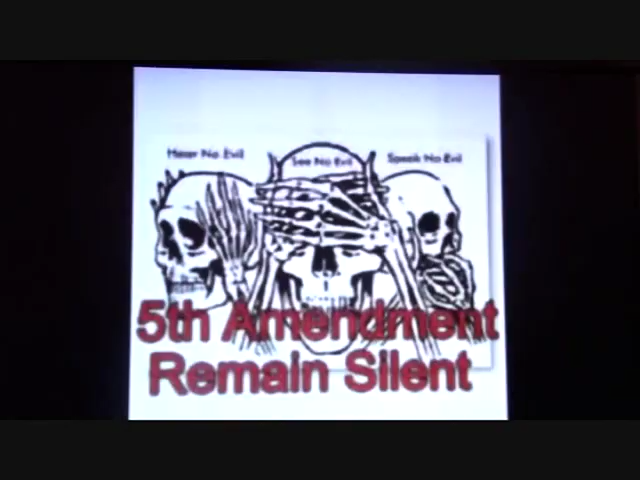 Hear No Evil
See No Evil
Speak No Evil
5th Amendment
Remain Silent